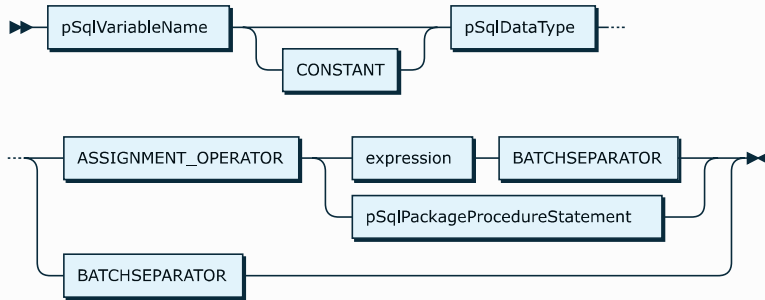 pSqlVariableName
CONSTANT
pSqlDataType
ASSIGNMENT_OPERATOR
expression
BATCHSEPARATOR
pSqlPackageProcedureStatement
BATCHSEPARATOR